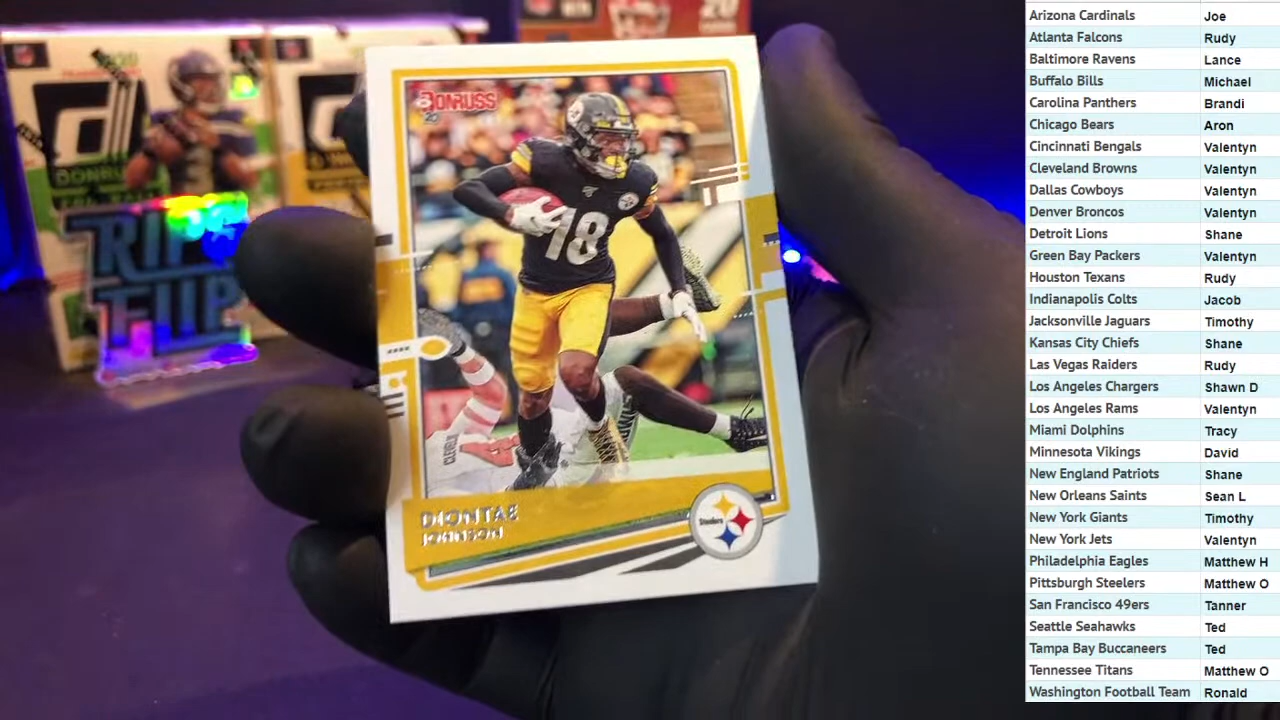 DONRUSS
20
18
CLEVELA
4
DIONTAE
JOHNSON
Steelers
RIP
FLIP
Arizona Cardinals Joe
Atlanta Falcons Rudy
Baltimore Ravens Lance
Buffalo Bills Michael
Carolina Panthers Brandi
Chicago Bears Aron
Cincinnati Bengals Valentyn
Cleveland Browns Valentyn
Dallas Cowboys Valentyn
Denver Broncos Valentyn
Detroit Lions Shane
Green Bay Packers Valentyn
Houston Texans Rudy
Indianapolis Colts Jacob
Jacksonville Jaguars Timothy
Kansas City Chiefs Shane
Las Vegas Raiders Rudy
Los Angeles Chargers Shawn D
Los Angeles Rams Valentyn
Miami Dolphins Tracy
Minnesota Vikings David
New England Patriots Shane
New Orleans Saints Sean L
New York Giants Timothy
New York Jets Valentyn
Philadelphia Eagles Matthew H
Pittsburgh Steelers Matthew O
San Francisco 49ers Tanner
Seattle Seahawks Ted
Tampa Bay Buccaneers Ted
Tennessee Titans Matthew O
Washington Football Team Ronald